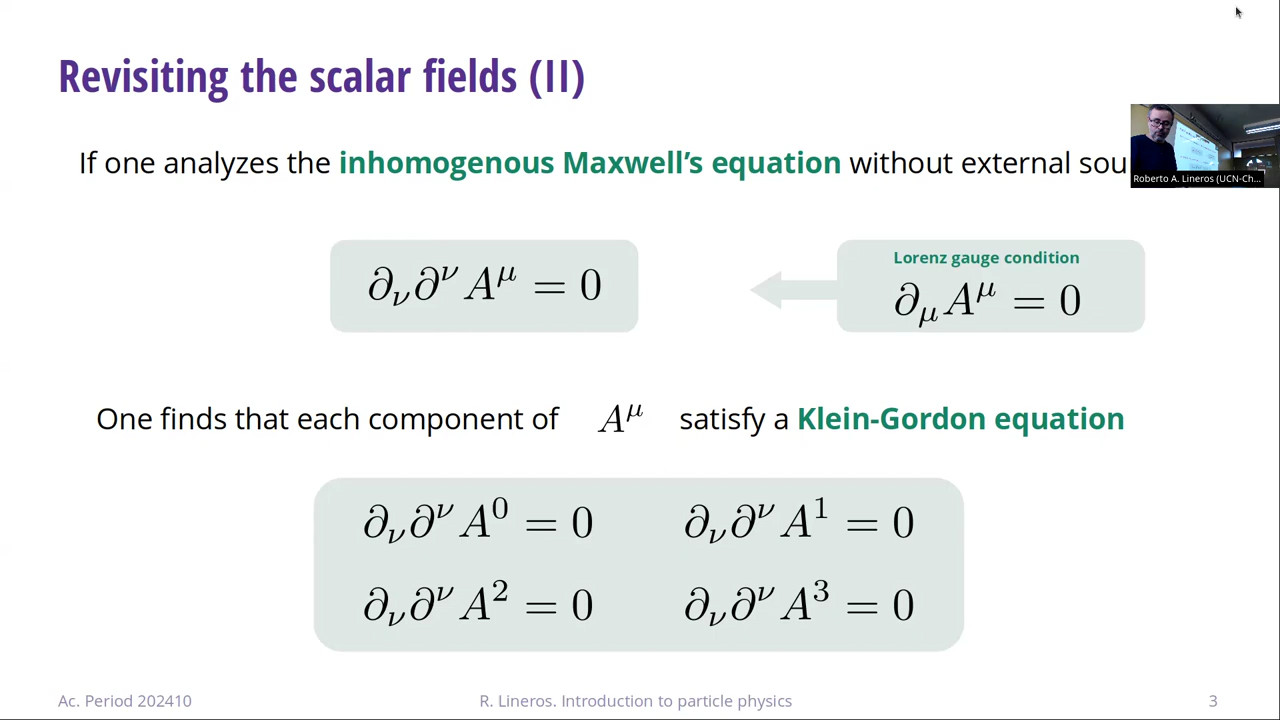 Revisiting the scalar fields (II)
If one analyzes the inhomogenous Maxwell's equation without external sou
Roberto A. Lineros (UCN-Ch...
Lorenz gauge condition
∂_ν ∂^ν A^μ = 0
∂_μ A^μ = 0
One finds that each component of A^μ satisfy a Klein-Gordon equation
∂_ν ∂^ν A^0 = 0 ∂_ν ∂^ν A^1 = 0
∂_ν ∂^ν A^2 = 0 ∂_ν ∂^ν A^3 = 0
Ac. Period 202410 R. Lineros. Introduction to particle physics 3